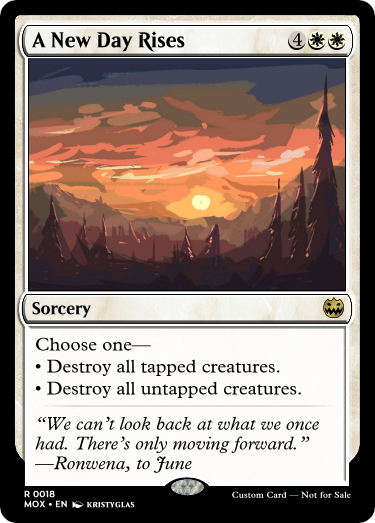 A New Day Rises 4
Sorcery
Choose one—
• Destroy all tapped creatures.
• Destroy all untapped creatures.
“We can’t look back at what we once
had. There’s only moving forward.”
—Ronwena, to June
R 0018
MOX • EN KRISTYGLAS
Custom Card — Not for Sale